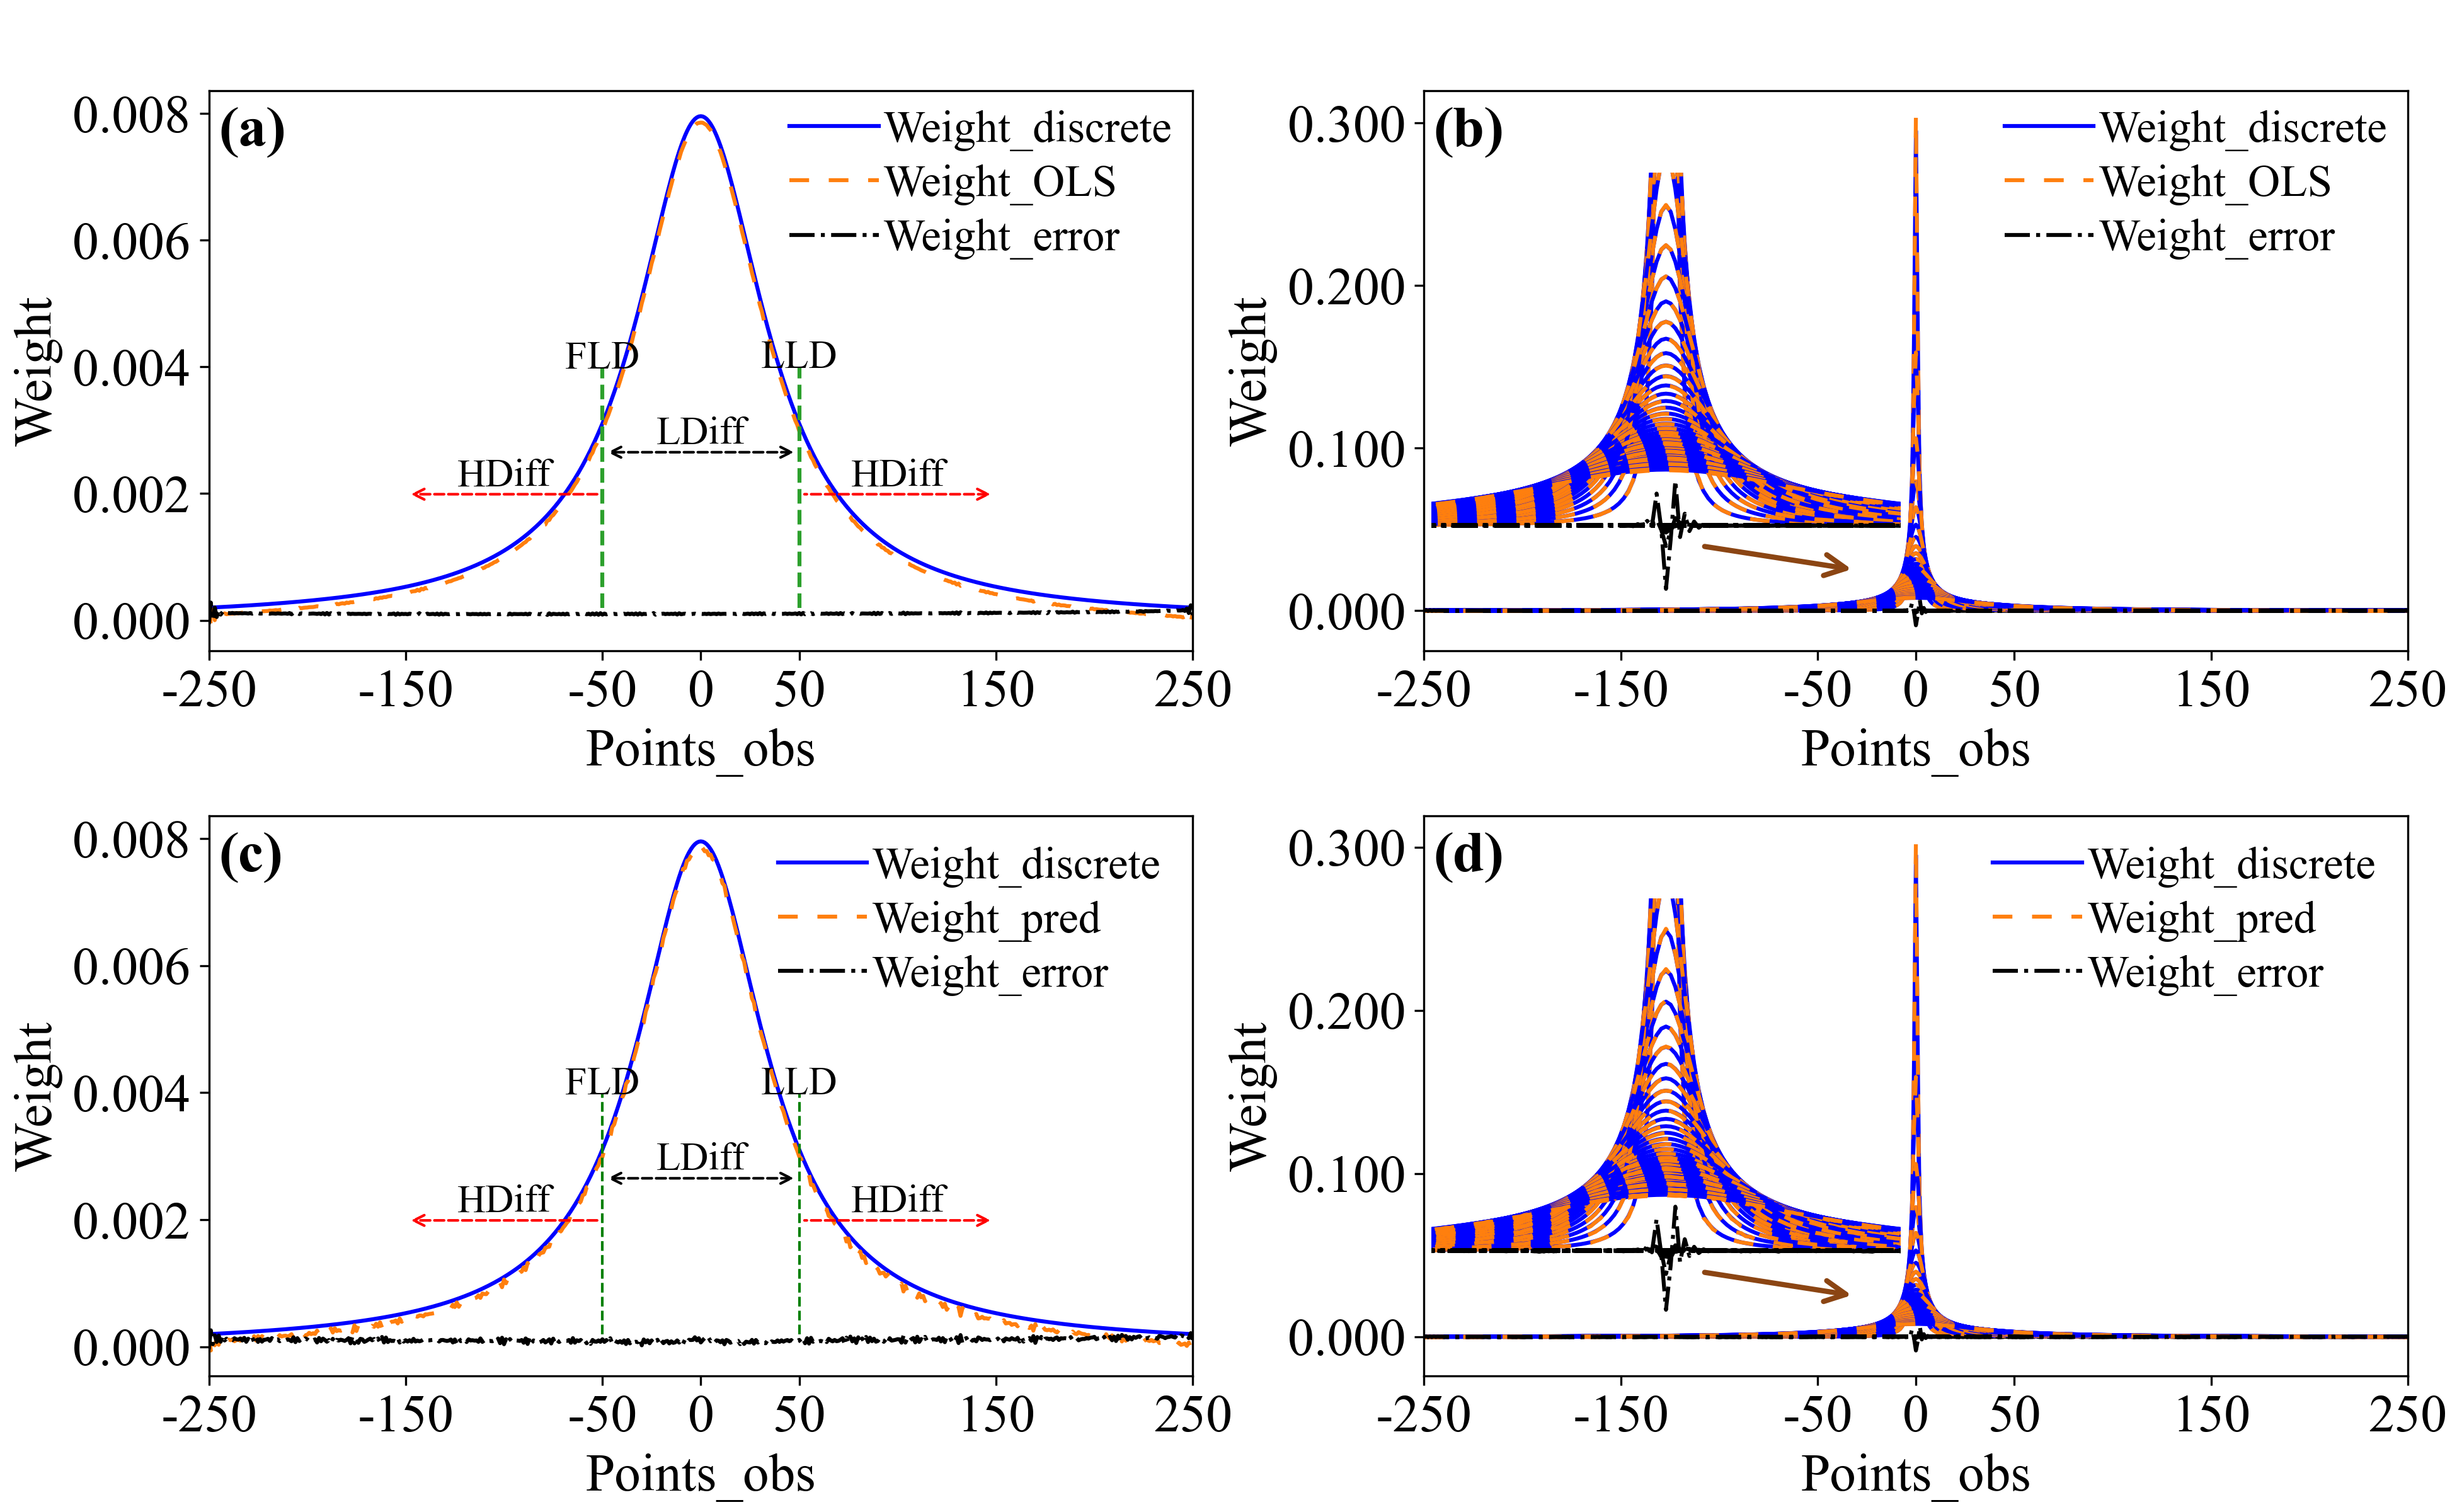 (a)
Weight_discrete
Weight_OLS
Weight_error
FLD
LLD
LDiff
HDiff
HDiff
0.008
0.006
0.004
0.002
0.000
Weight
-250 -150 -50 0 50 150 250
Points_obs
(b)
Weight_discrete
Weight_OLS
Weight_error
0.300
0.200
0.100
0.000
Weight
-250 -150 -50 0 50 150 250
Points_obs
(c)
Weight_discrete
Weight_pred
Weight_error
FLD
LLD
LDiff
HDiff
HDiff
0.008
0.006
0.004
0.002
0.000
Weight
-250 -150 -50 0 50 150 250
Points_obs
(d)
Weight_discrete
Weight_pred
Weight_error
0.300
0.200
0.100
0.000
Weight
-250 -150 -50 0 50 150 250
Points_obs